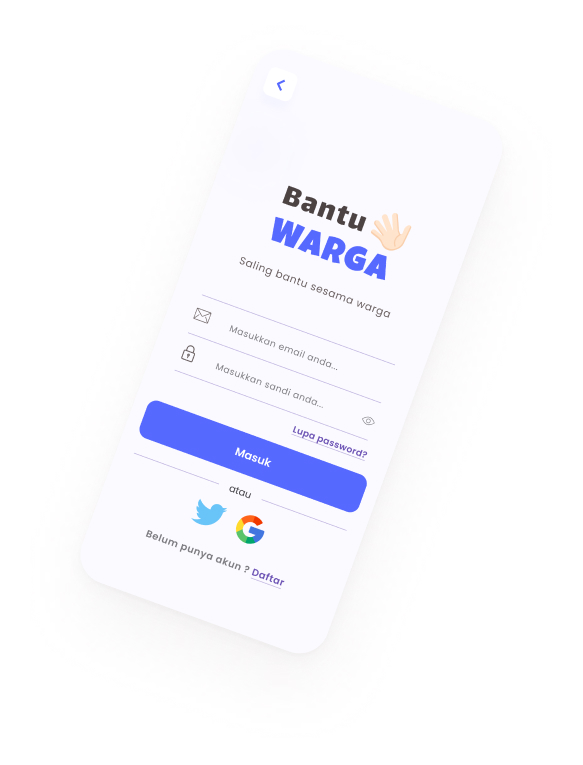 Bantu
WARGA
Saling bantu sesama warga
Masukkan email anda...
Masukkan sandi anda...
Lupa password?
Masuk
atau
Belum punya akun ? Daftar